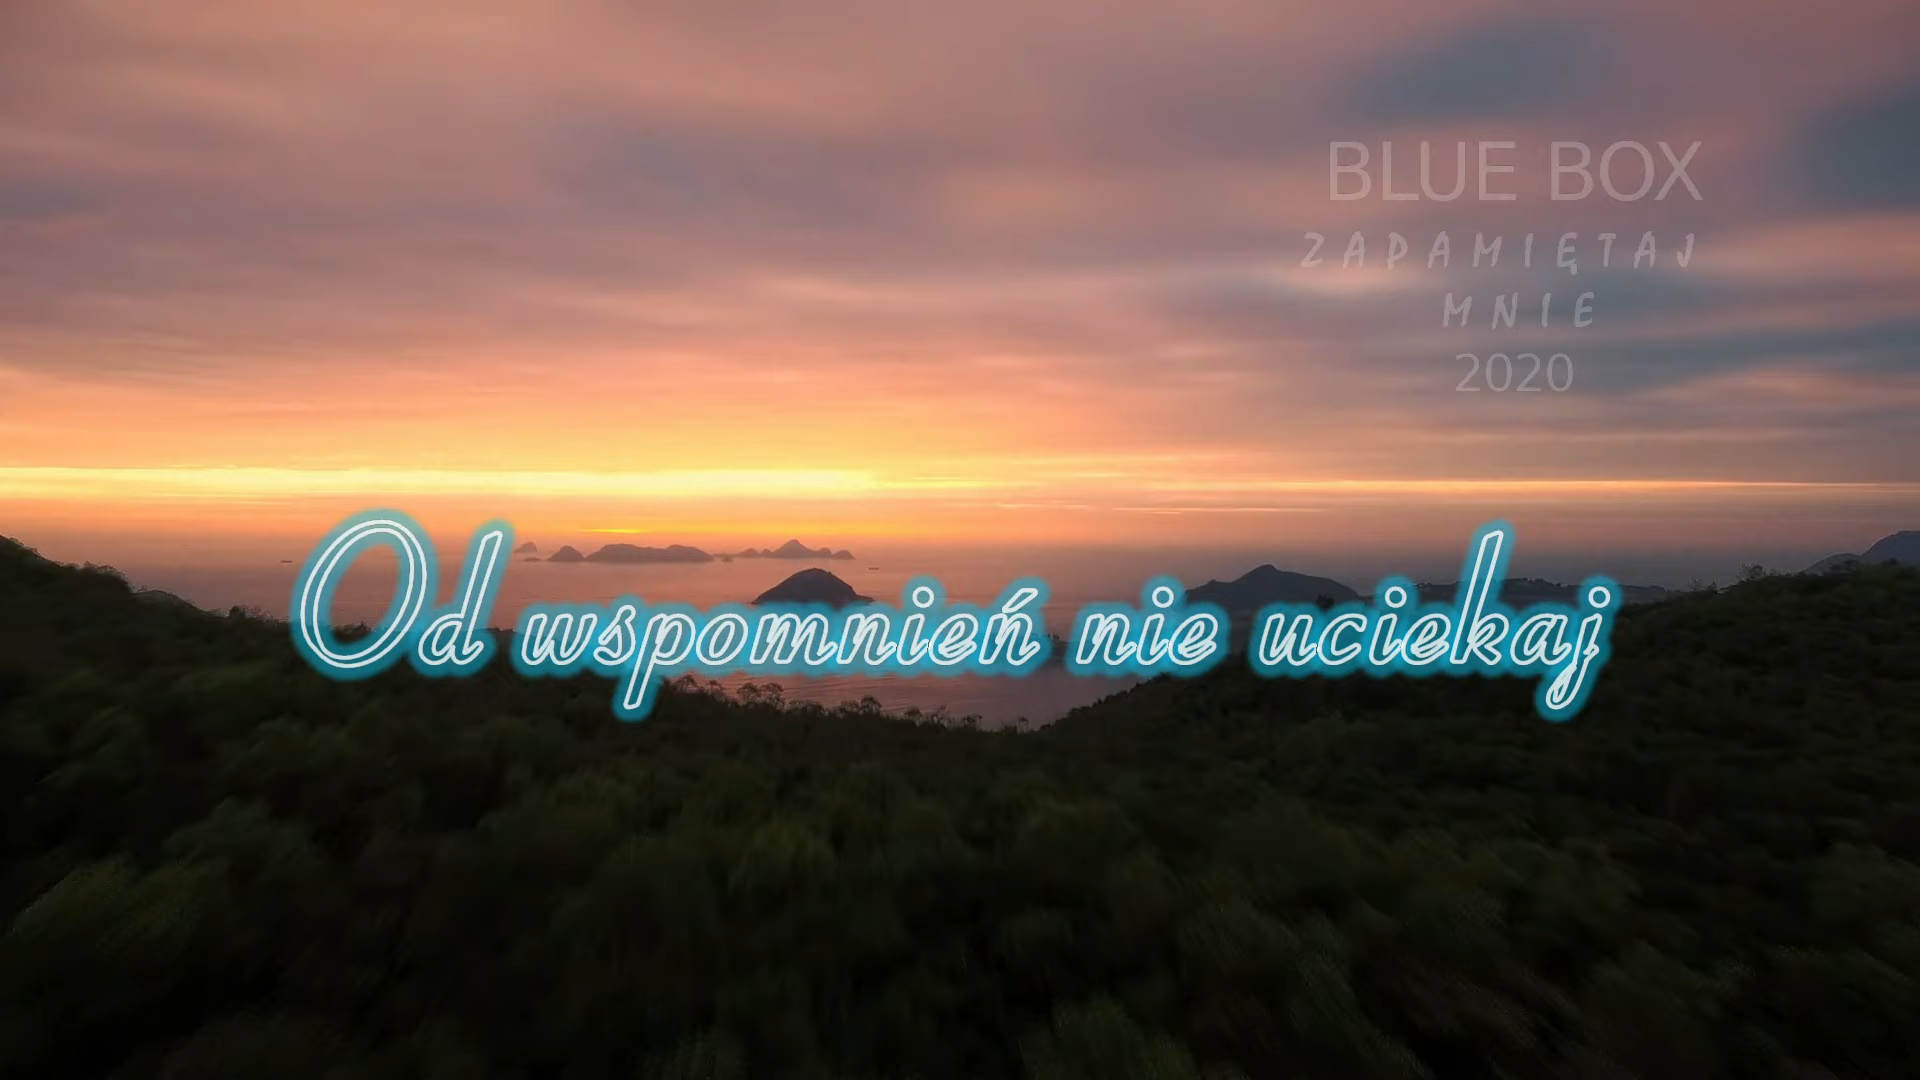 BLUE BOX
ZAPAMIĘTAJ
MNIE
2020
Od wspomnień nie uciekaj